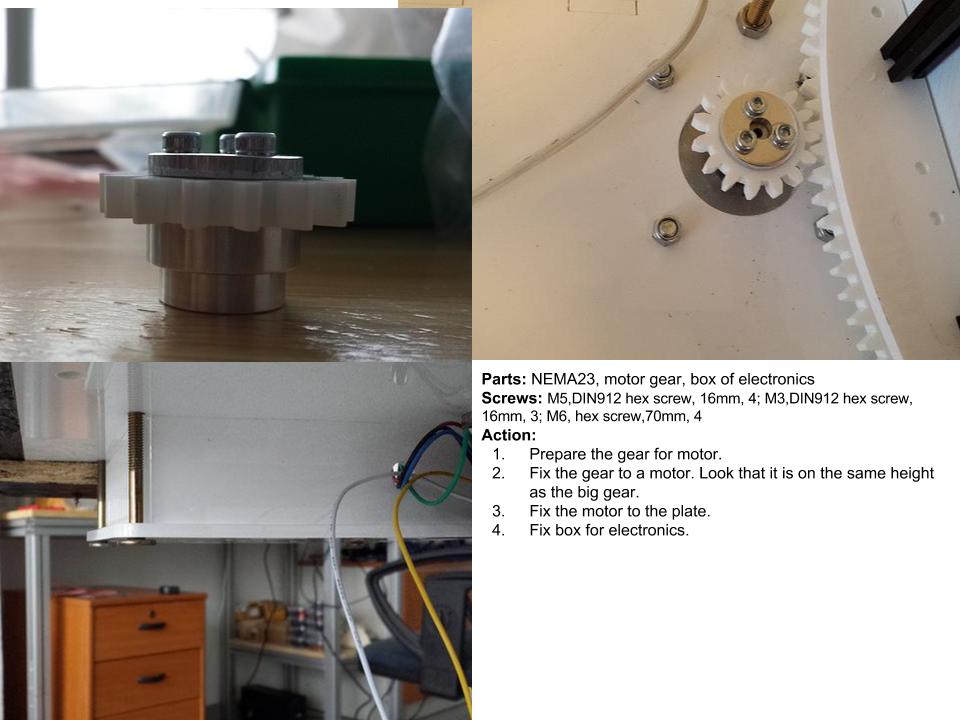 Parts: NEMA23, motor gear, box of electronics
Screws: M5,DIN912 hex screw, 16mm, 4; M3,DIN912 hex screw,
16mm, 3; M6, hex screw,70mm, 4
Action:
1. Prepare the gear for motor.
2. Fix the gear to a motor. Look that it is on the same height
as the big gear.
3. Fix the motor to the plate.
4. Fix box for electronics.